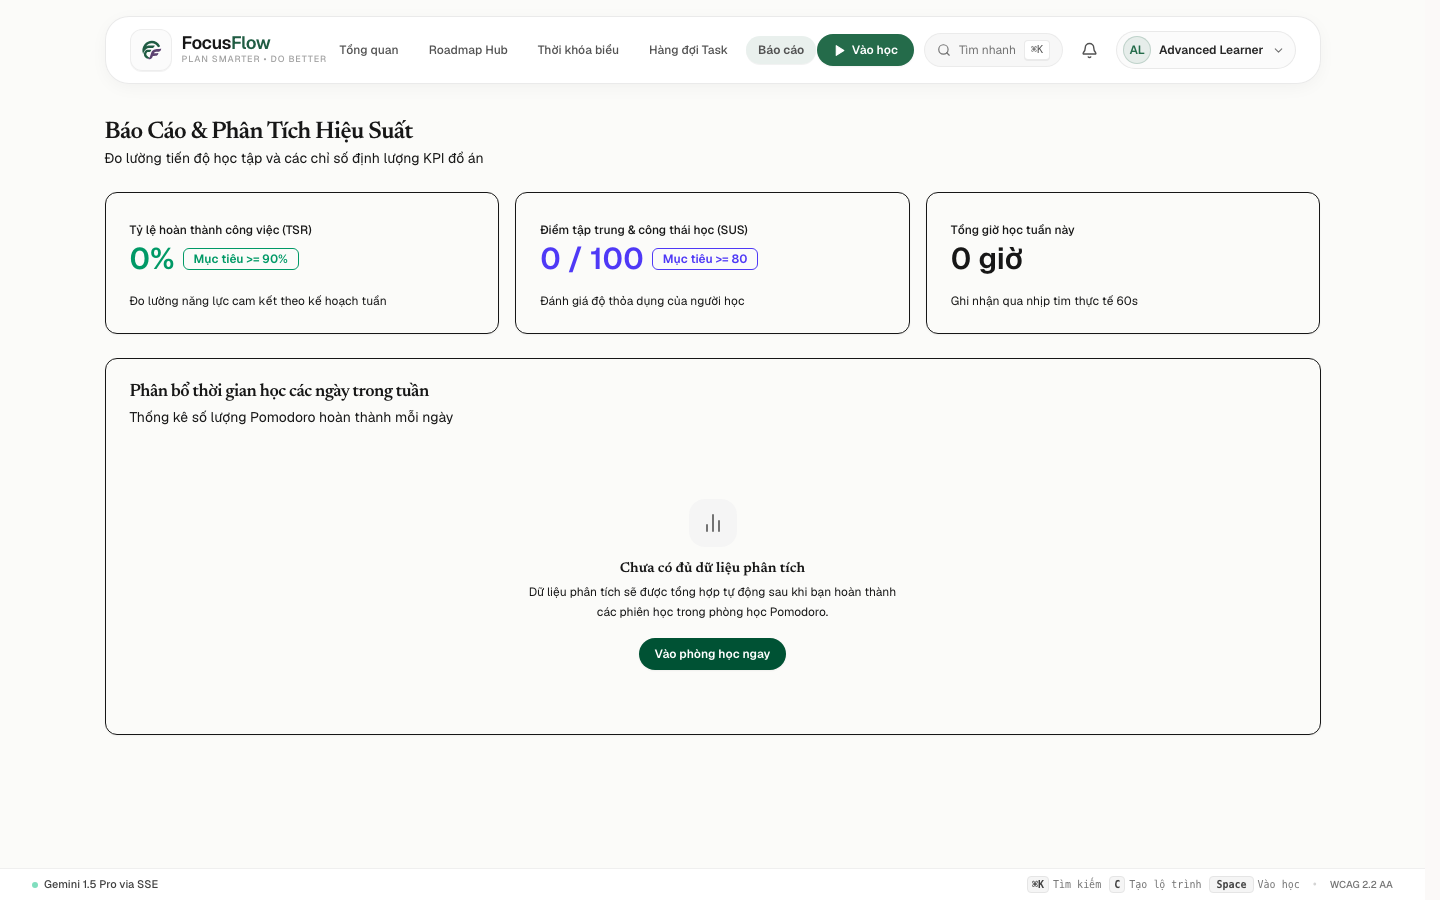 FocusFlow
PLAN SMARTER • DO BETTER
Tổng quan
Roadmap Hub
Thời khóa biểu
Hàng đợi Task
Báo cáo
Vào học
Tìm nhanh ⌘K
AL Advanced Learner
Báo Cáo & Phân Tích Hiệu Suất
Đo lường tiến độ học tập và các chỉ số định lượng KPI đồ án
Tỷ lệ hoàn thành công việc (TSR)
0% Mục tiêu >= 90%
Đo lường năng lực cam kết theo kế hoạch tuần
Điểm tập trung & công thái học (SUS)
0 / 100 Mục tiêu >= 80
Đánh giá độ thỏa dụng của người học
Tổng giờ học tuần này
0 giờ
Ghi nhận qua nhịp tim thực tế 60s
Phân bổ thời gian học các ngày trong tuần
Thống kê số lượng Pomodoro hoàn thành mỗi ngày
Chưa có đủ dữ liệu phân tích
Dữ liệu phân tích sẽ được tổng hợp tự động sau khi bạn hoàn thành
các phiên học trong phòng học Pomodoro.
Vào phòng học ngay
Gemini 1.5 Pro via SSE
⌘K Tìm kiếm C Tạo lộ trình Space Vào học • WCAG 2.2 AA